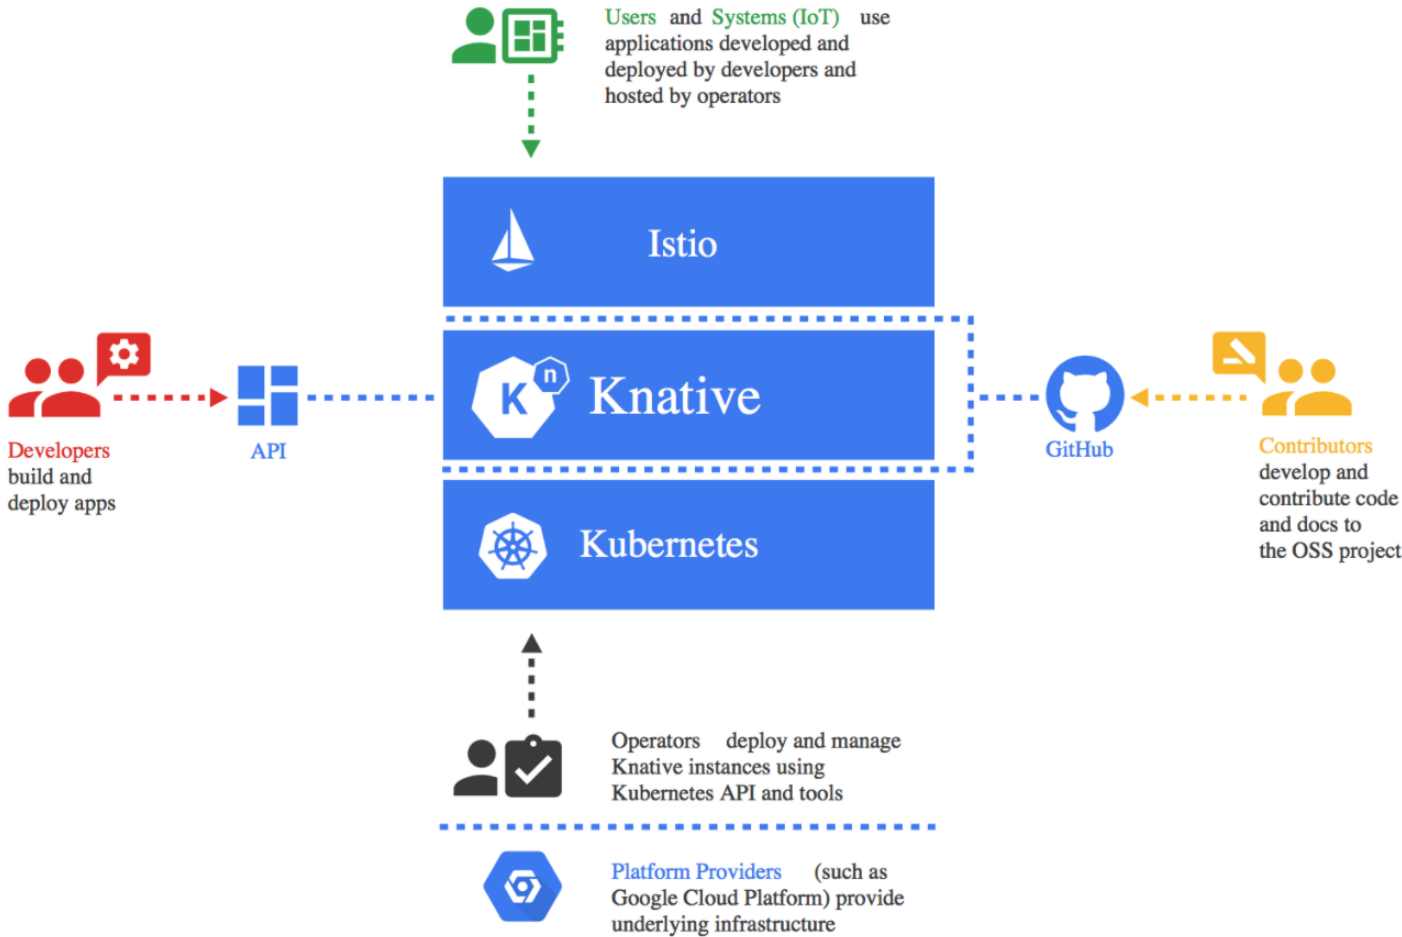 Users and Systems (IoT) use
applications developed and
deployed by developers and
hosted by operators
Istio
K n Knative
Developers
build and
deploy apps
API
GitHub
Contributors
develop and
contribute code
and docs to
the OSS project
Kubernetes
Operators deploy and manage
Knative instances using
Kubernetes API and tools
Platform Providers (such as
Google Cloud Platform) provide
underlying infrastructure